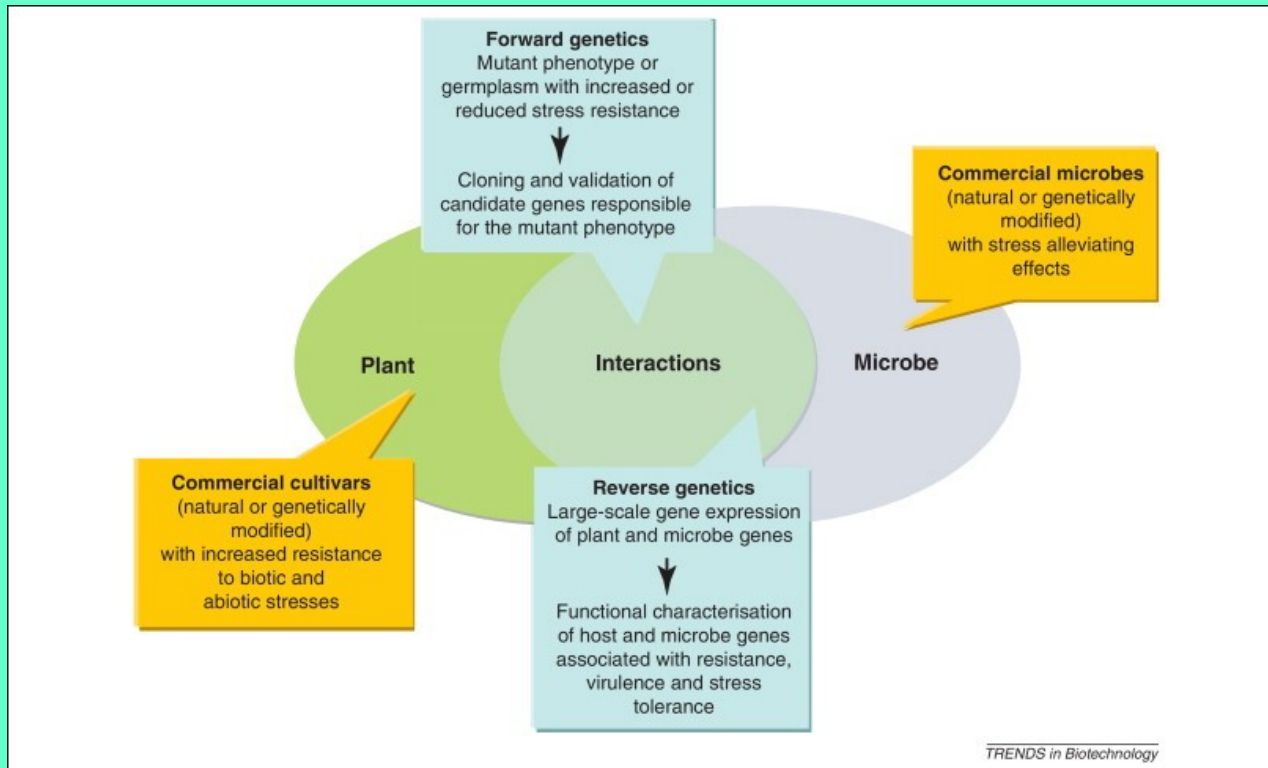 Forward genetics
Mutant phenotype or
germplasm with increased or
reduced stress resistance
Cloning and validation of
candidate genes responsible
for the mutant phenotype
Commercial microbes
(natural or genetically
modified)
with stress alleviating
effects
Plant
Interactions
Microbe
Commercial cultivars
(natural or genetically
modified)
with increased resistance
to biotic and
abiotic stresses
Reverse genetics
Large-scale gene expression
of plant and microbe genes
Functional characterisation
of host and microbe genes
associated with resistance,
virulence and stress
tolerance
TRENDS in Biotechnology